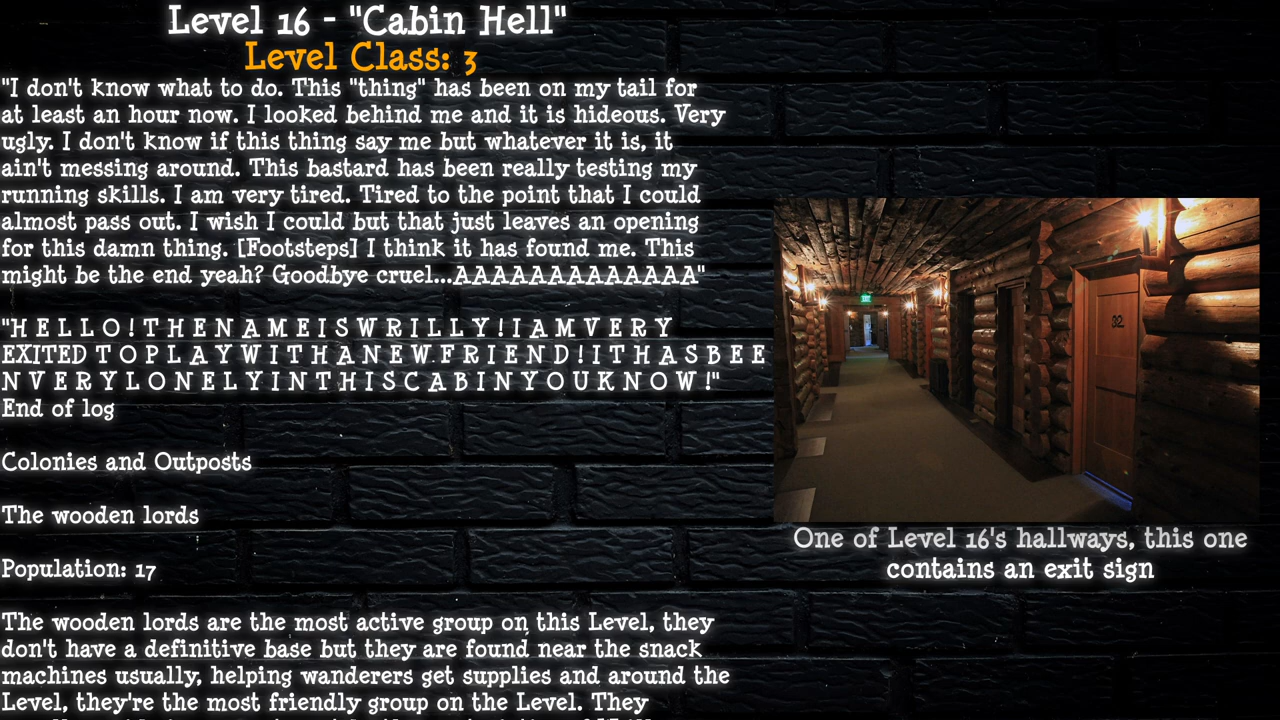 Level 16 - "Cabin Hell"
Level Class: 3
"I don't know what to do. This "thing" has been on my tail for
at least an hour now. I looked behind me and it is hideous. Very
ugly. I don't know if this thing say me but whatever it is, it
ain't messing around. This bastard has been really testing my
running skills. I am very tired. Tired to the point that I could
almost pass out. I wish I could but that just leaves an opening
for this damn thing. [Footsteps] I think it has found me. This
might be the end yeah? Goodbye cruel...AAAAAAAAAAAAA"
"H E L L O ! T H E N A M E I S W R I L L Y ! I A M V E R Y
EXITED T O P L A Y W I T H A N E W F R I E N D ! I T H A S B E E
N V E R Y L O N E L Y I N T H I S C A B I N Y O U K N O W !"
End of log
Colonies and Outposts
The wooden lords
Population: 17
The wooden lords are the most active group on this Level, they
don't have a definitive base but they are found near the snack
machines usually, helping wanderers get supplies and around the
Level, they're the most friendly group on the Level. They
32
One of Level 16's hallways, this one
contains an exit sign